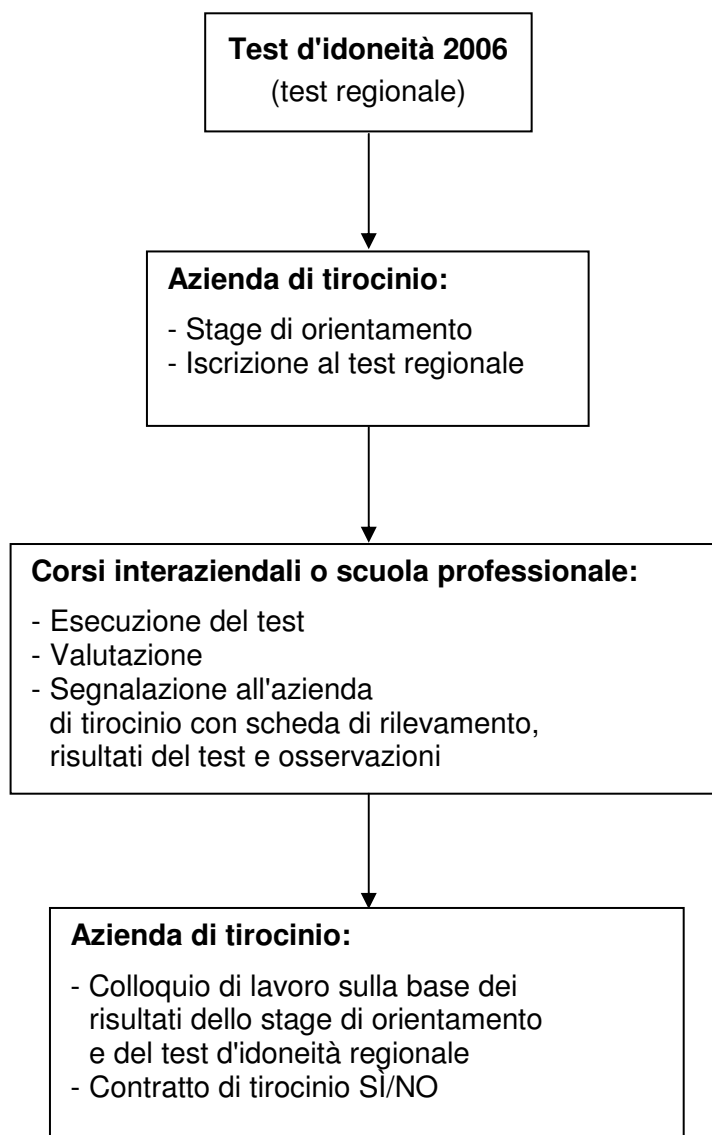 Test d'idoneità 2006
(test regionale)
Azienda di tirocinio:
- Stage di orientamento
- Iscrizione al test regionale
Corsi interaziendali o scuola professionale:
- Esecuzione del test
- Valutazione
- Segnalazione all'azienda
di tirocinio con scheda di rilevamento,
risultati del test e osservazioni
Azienda di tirocinio:
- Colloquio di lavoro sulla base dei
risultati dello stage di orientamento
e del test d'idoneità regionale
- Contratto di tirocinio SÌ/NO